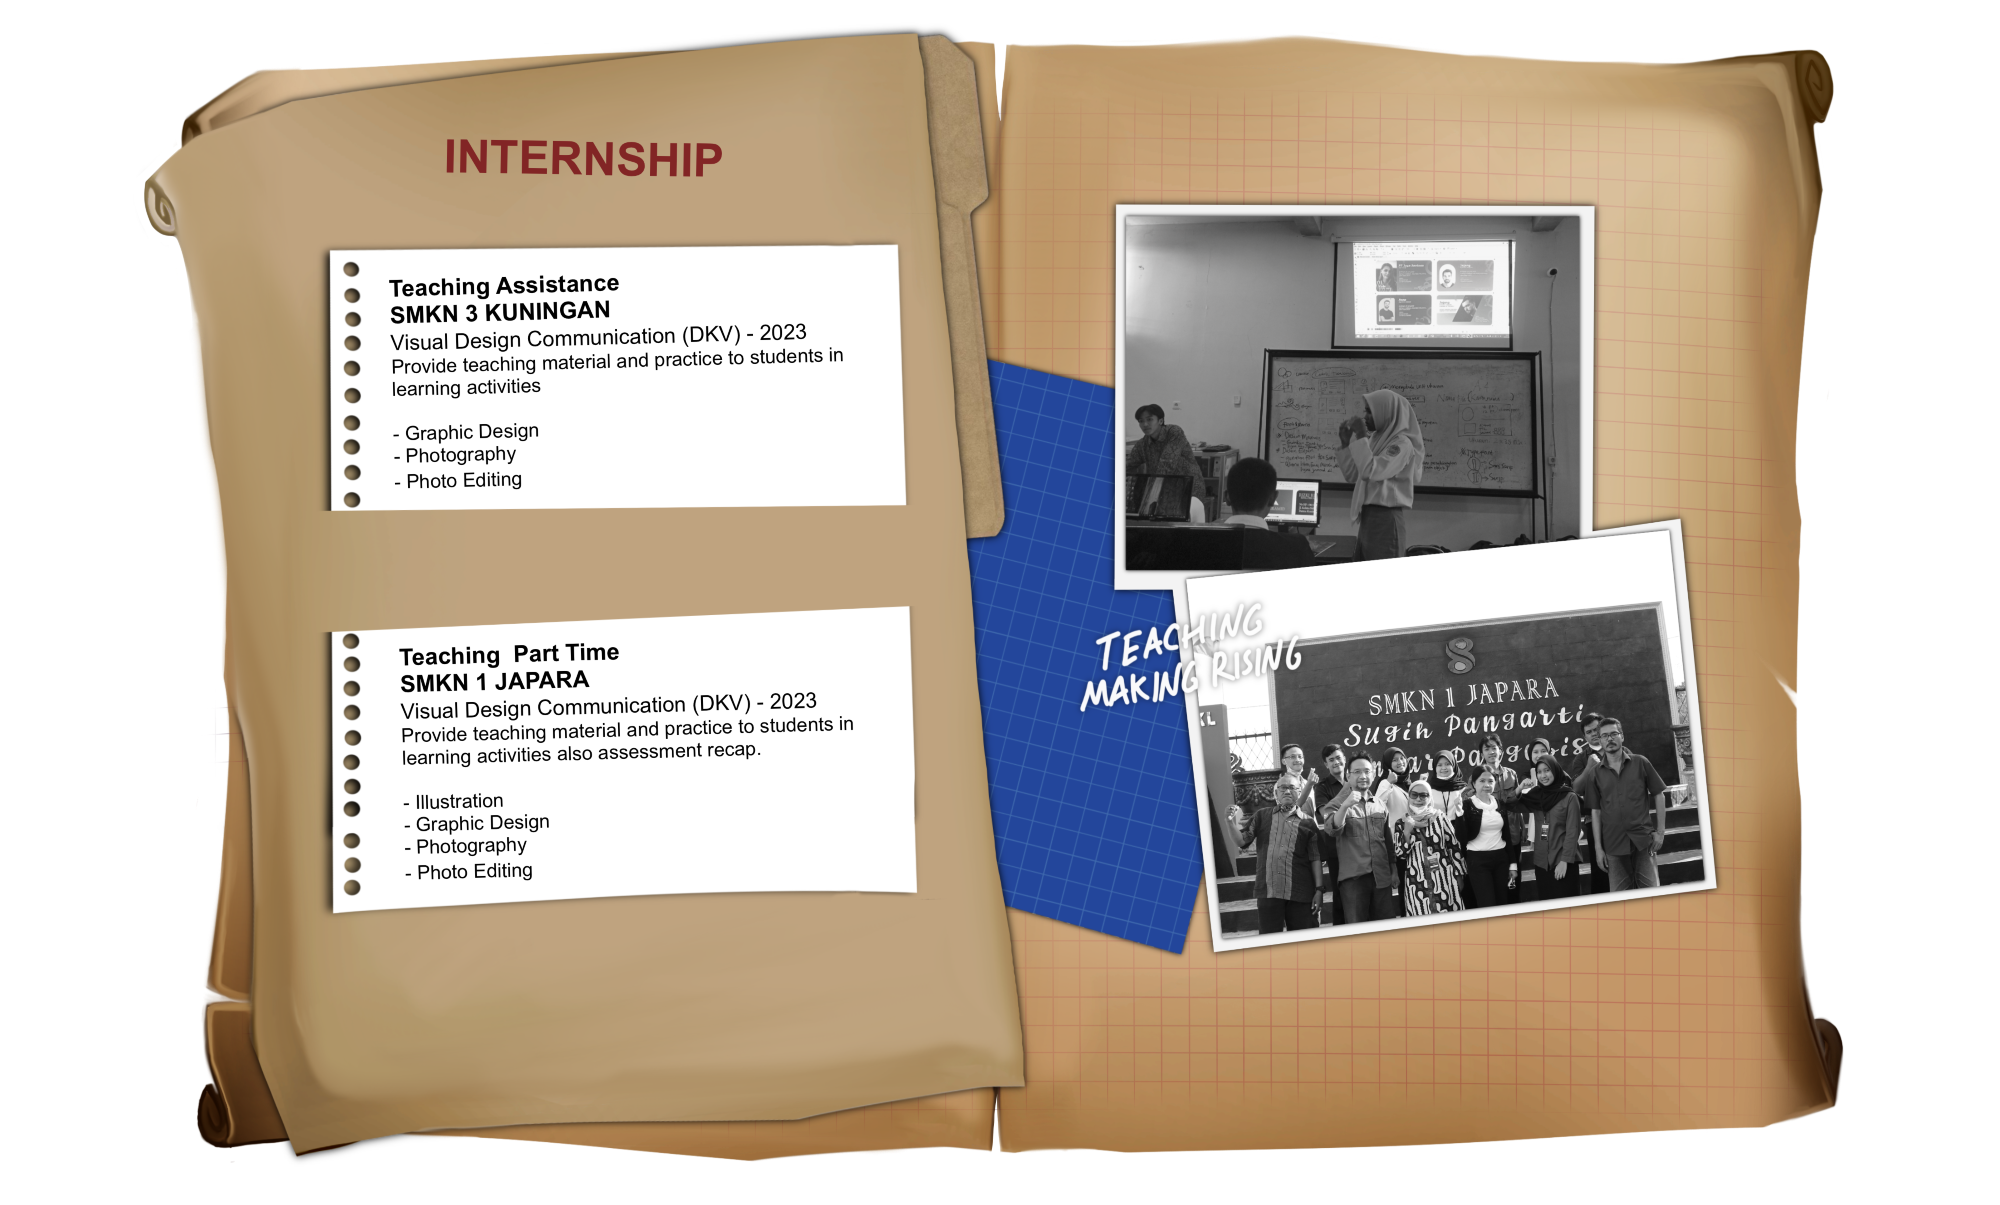 INTERNSHIP
Teaching Assistance
SMKN 3 KUNINGAN
Visual Design Communication (DKV) - 2023
Provide teaching material and practice to students in
learning activities
- Graphic Design
- Photography
- Photo Editing
Teaching  Part Time
SMKN 1 JAPARA
Visual Design Communication (DKV) - 2023
Provide teaching material and practice to students in
learning activities also assessment recap.
- Illustration
- Graphic Design
- Photography
- Photo Editing
TEACHING
MAKING RISING
KL
SMKN 1 JAPARA
Sugih Pangarti